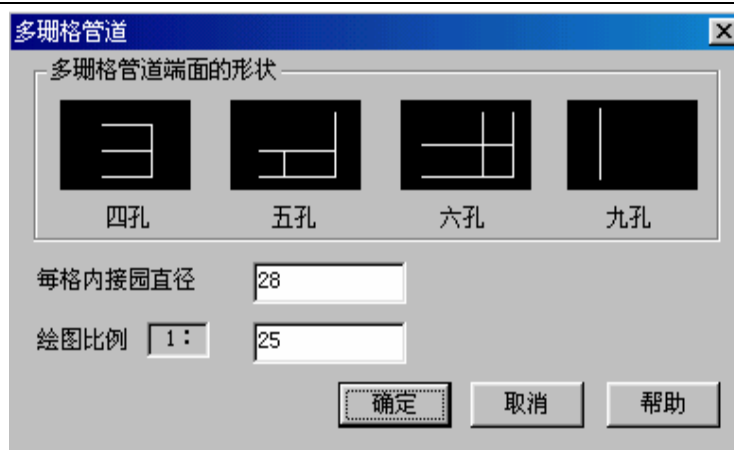 多珊格管道
多珊格管道端面的形状
四孔 五孔 六孔 九孔
每格内接园直径 28
绘图比例 1: 25
确定 取消 帮助